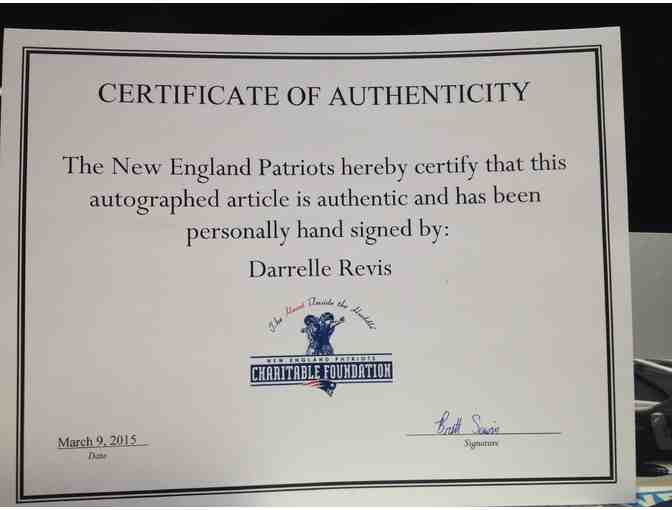 CERTIFICATE OF AUTHENTICITY
The New England Patriots hereby certify that this
autographed article is authentic and has been
personally hand signed by:
Darrelle Revis
The Heart Inside the Huddle
NEW ENGLAND PATRIOTS
CHARITABLE FOUNDATION
March 9, 2015
Date
Signature